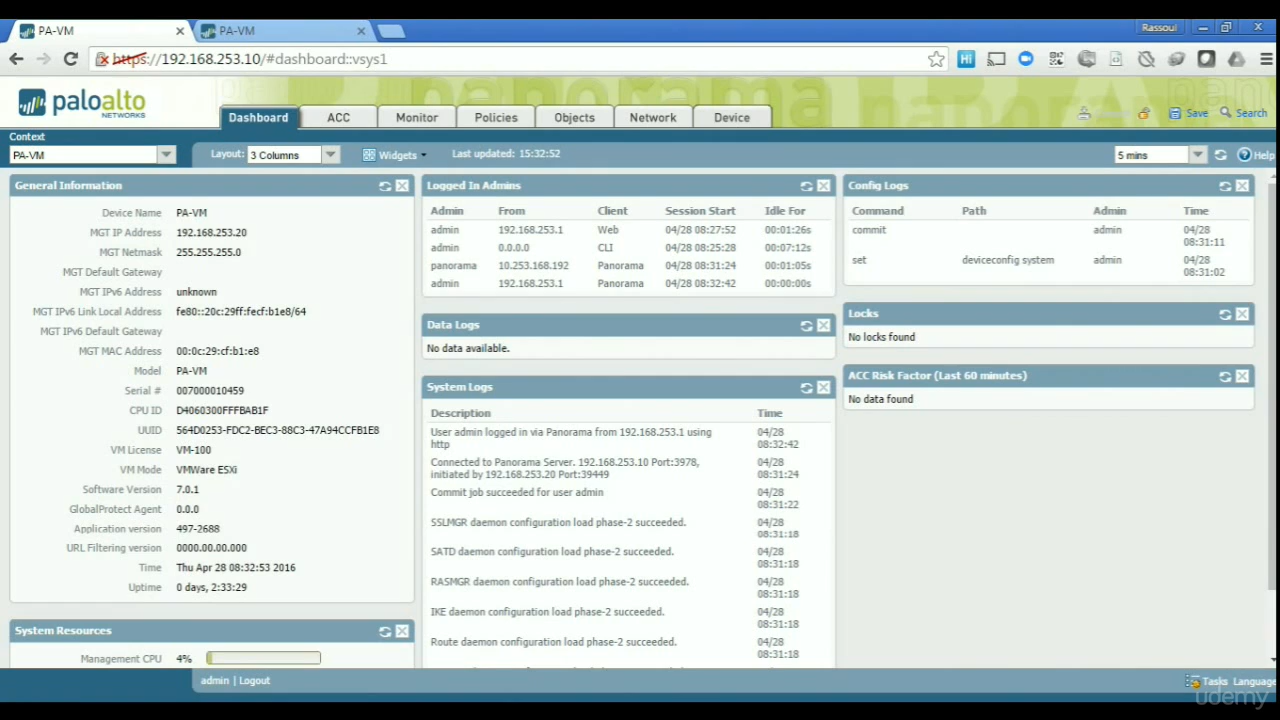 PA-VM
PA-VM
Rassoul
https://192.168.253.10/#dashboard::vsys1
Hi
paloalto
NETWORKS
panorama
Dashboard
ACC
Monitor
Policies
Objects
Network
Device
Save
Search
Context
PA-VM
Layout:
3 Columns
Widgets
Last updated: 15:32:52
5 mins
Help
General Information
Device Name PA-VM
MGT IP Address 192.168.253.20
MGT Netmask 255.255.255.0
MGT Default Gateway
MGT IPv6 Address unknown
MGT IPv6 Link Local Address fe80::20c:29ff:fecf:b1e8/64
MGT IPv6 Default Gateway
MGT MAC Address 00:0c:29:cf:b1:e8
Model PA-VM
Serial # 007000010459
CPU ID D4060300FFFBAB1F
UUID 564D0253-FDC2-BEC3-88C3-47A94CCFB1E8
VM License VM-100
VM Mode VMWare ESXi
Software Version 7.0.1
GlobalProtect Agent 0.0.0
Application version 497-2688
URL Filtering version 0000.00.00.000
Time Thu Apr 28 08:32:53 2016
Uptime 0 days, 2:33:29
System Resources
Management CPU 4%
Logged In Admins
Admin From Client Session Start Idle For
admin 192.168.253.1 Web 04/28 08:27:52 00:01:26s
admin 0.0.0.0 CLI 04/28 08:25:28 00:07:12s
panorama 10.253.168.192 Panorama 04/28 08:31:24 00:01:05s
admin 192.168.253.1 Panorama 04/28 08:32:42 00:00:00s
Data Logs
No data available.
System Logs
Description Time
User admin logged in via Panorama from 192.168.253.1 using 04/28
http 08:32:42
Connected to Panorama Server. 192.168.253.10 Port:3978, 04/28
initiated by 192.168.253.20 Port:39449 08:31:24
Commit job succeeded for user admin 04/28
08:31:22
SSLMGR daemon configuration load phase-2 succeeded. 04/28
08:31:18
SATD daemon configuration load phase-2 succeeded. 04/28
08:31:18
RASMGR daemon configuration load phase-2 succeeded. 04/28
08:31:18
IKE daemon configuration load phase-2 succeeded. 04/28
08:31:18
Route daemon configuration load phase-2 succeeded. 04/28
08:31:18
Config Logs
Command Path Admin Time
commit admin 04/28
08:31:11
set deviceconfig system admin 04/28
08:31:02
Locks
No locks found
ACC Risk Factor (Last 60 minutes)
No data found
admin | Logout
Tasks Language
udemy